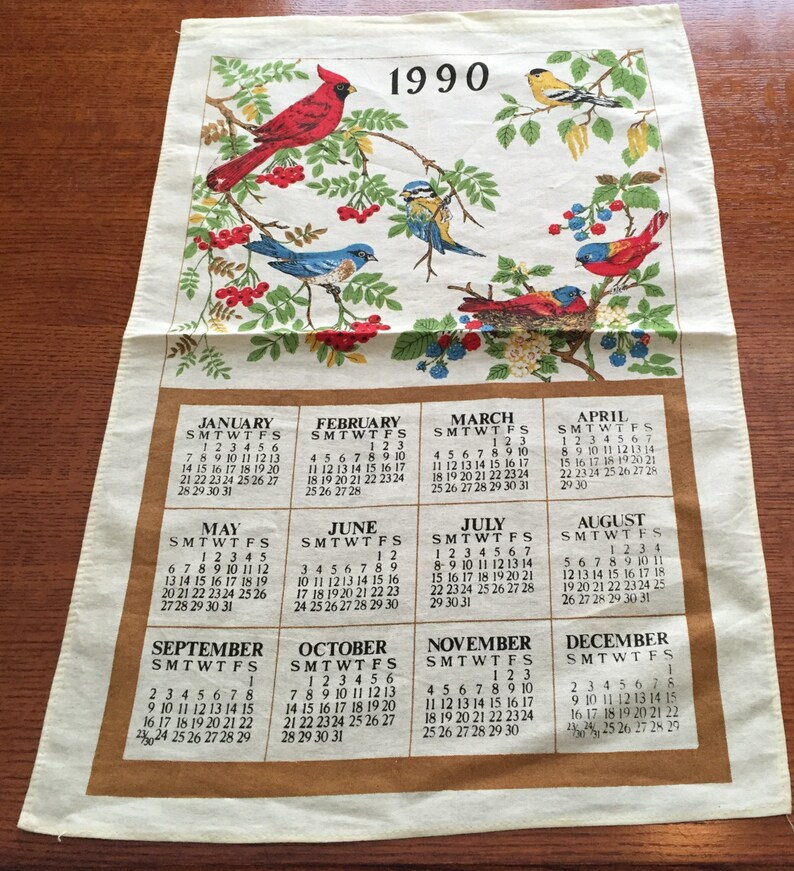 1990
JANUARY
S M T W T F S
1 2 3 4 5 6
7 8 9 10 11 12 13
14 15 16 17 18 19 20
21 22 23 24 25 26 27
28 29 30 31
FEBRUARY
S M T W T F S
1 2 3
4 5 6 7 8 9 10
11 12 13 14 15 16 17
18 19 20 21 22 23 24
25 26 27 28
MARCH
S M T W T F S
1 2 3
4 5 6 7 8 9 10
11 12 13 14 15 16 17
18 19 20 21 22 23 24
25 26 27 28 29 30 31
APRIL
S M T W T F S
1 2 3 4 5 6 7
8 9 10 11 12 13 14
15 16 17 18 19 20 21
22 23 24 25 26 27 28
29 30
MAY
S M T W T F S
1 2 3 4 5
6 7 8 9 10 11 12
13 14 15 16 17 18 19
20 21 22 23 24 25 26
27 28 29 30 31
JUNE
S M T W T F S
1 2
3 4 5 6 7 8 9
10 11 12 13 14 15 16
17 18 19 20 21 22 23
24 25 26 27 28 29 30
JULY
S M T W T F S
1 2 3 4 5 6 7
8 9 10 11 12 13 14
15 16 17 18 19 20 21
22 23 24 25 26 27 28
29 30 31
AUGUST
S M T W T F S
1 2 3 4
5 6 7 8 9 10 11
12 13 14 15 16 17 18
19 20 21 22 23 24 25
26 27 28 29 30 31
SEPTEMBER
S M T W T F S
1
2 3 4 5 6 7 8
9 10 11 12 13 14 15
16 17 18 19 20 21 22
23/30 24 25 26 27 28 29
OCTOBER
S M T W T F S
1 2 3 4 5 6
7 8 9 10 11 12 13
14 15 16 17 18 19 20
21 22 23 24 25 26 27
28 29 30 31
NOVEMBER
S M T W T F S
1 2 3
4 5 6 7 8 9 10
11 12 13 14 15 16 17
18 19 20 21 22 23 24
25 26 27 28 29 30
DECEMBER
S M T W T F S
1
2 3 4 5 6 7 8
9 10 11 12 13 14 15
16 17 18 19 20 21 22
23/30 24/31 25 26 27 28 29